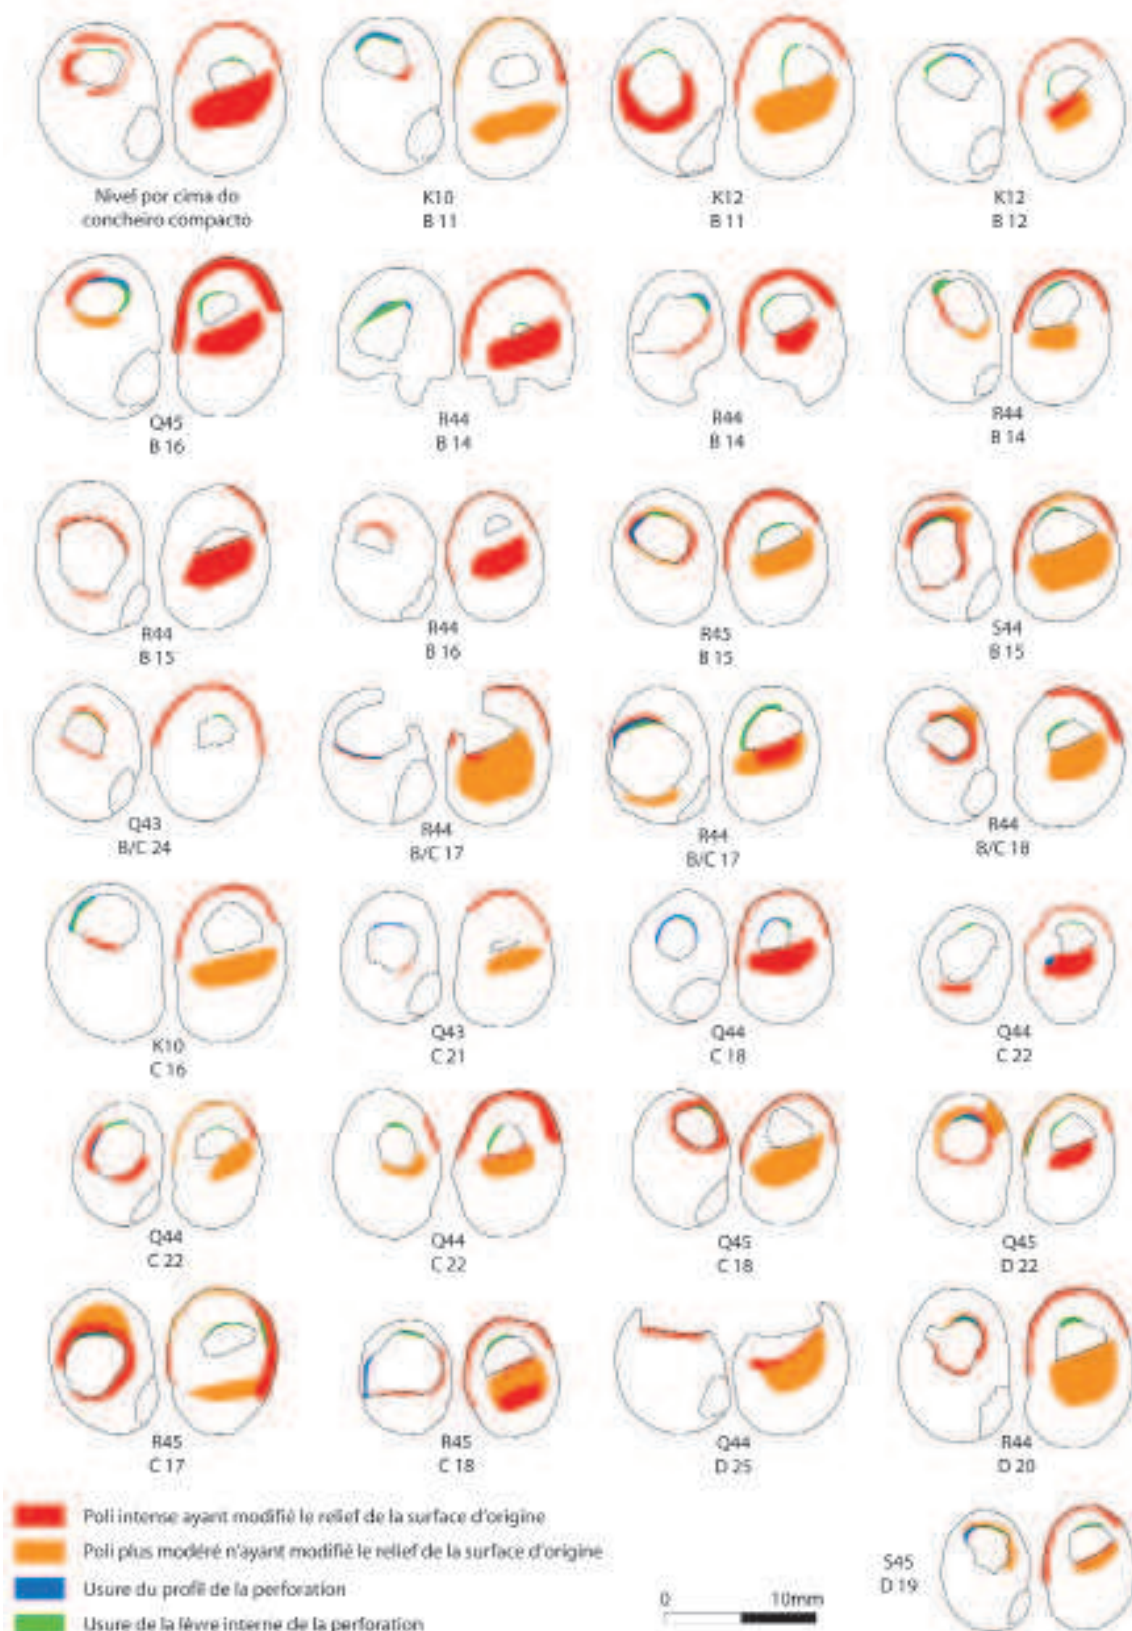 Nivel por cima do
concheiro compacto
K10
B 11
K12
B 11
K12
B 12
Q45
B 16
R44
B 14
R44
B 14
R44
B 14
R44
B 15
R44
B 16
R45
B 15
S44
B 15
Q43
B/C 24
R44
B/C 17
R44
B/C 17
R44
B/C 18
K10
C 16
Q43
C 21
Q44
C 18
Q44
C 22
Q44
C 22
Q44
C 22
Q45
C 18
Q45
D 22
R45
C 17
R45
C 18
Q44
D 25
R44
D 20
Poli intense ayant modifié le relief de la surface d'origine
Poli plus modéré n'ayant modifié le relief de la surface d'origine
Usure du profil de la perforation
Usure de la lèvre interne de la perforation
0 10mm
S45
D 19